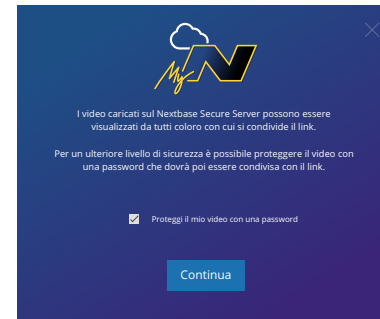 My N
I video caricati sul Nextbase Secure Server possono essere
visualizzati da tutti coloro con cui si condivide il link.
Per un ulteriore livello di sicurezza è possibile proteggere il video con
una password che dovrà poi essere condivisa con il link.
Proteggi il mio video con una password
Continua